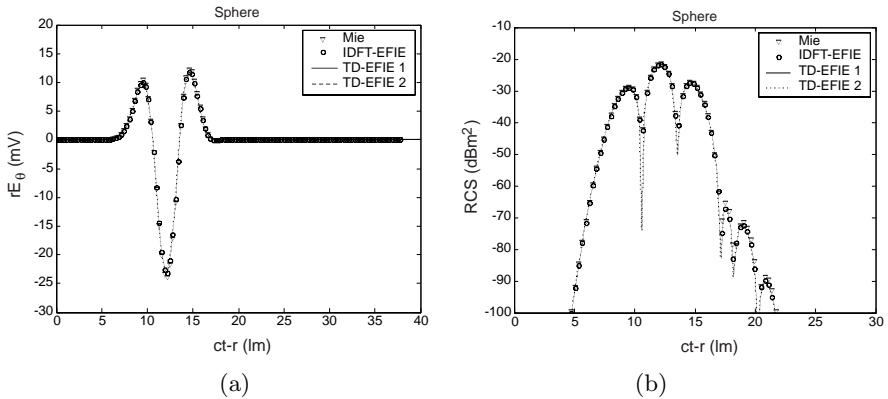 Sphere
Mie
IDFT-EFIE
TD-EFIE 1
TD-EFIE 2
20
15
10
5
0
-5
-10
-15
-20
-25
-30
rE_θ (mV)
0 5 10 15 20 25 30 35 40
ct-r (lm)
(a)
Sphere
Mie
IDFT-EFIE
TD-EFIE 1
TD-EFIE 2
-10
-20
-30
-40
-50
-60
-70
-80
-90
-100
RCS (dBm²)
0 5 10 15 20 25 30
ct-r (lm)
(b)